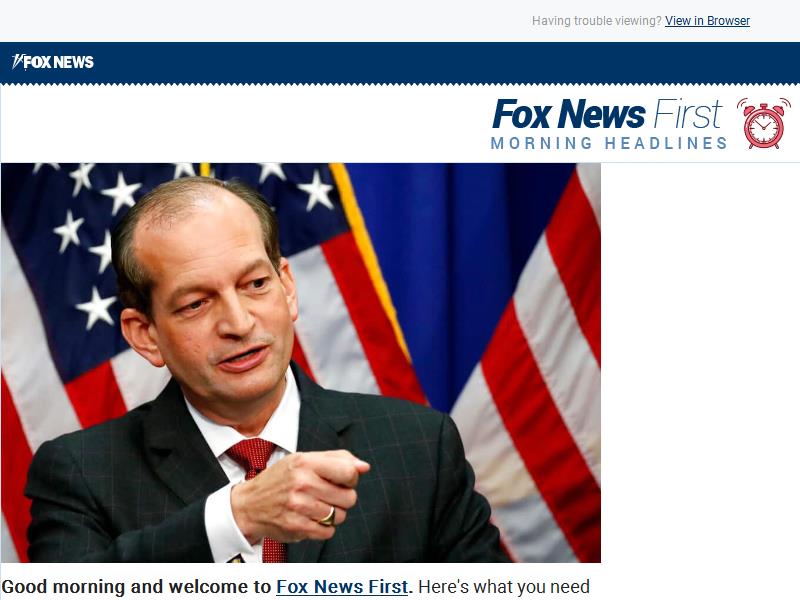 Having trouble viewing? View in Browser
FOX NEWS
Fox News First
MORNING HEADLINES
Good morning and welcome to Fox News First. Here's what you need